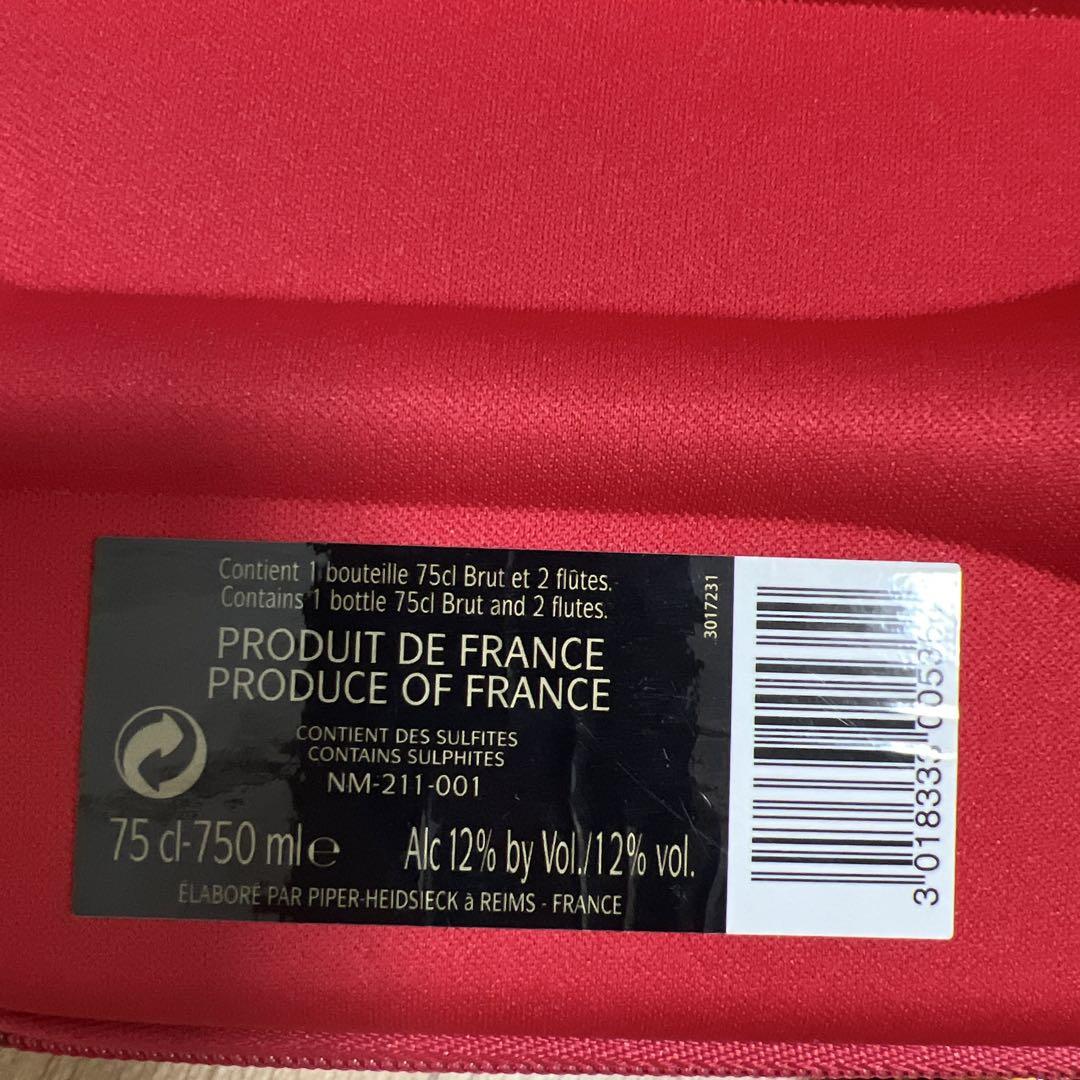 Contient 1 bouteille 75cl Brut et 2 flûtes.
Contains 1 bottle 75cl Brut and 2 flutes.
PRODUIT DE FRANCE
PRODUCE OF FRANCE
CONTIENT DES SULFITES
CONTAINS SULPHITES
NM-211-001
75 cl-750 ml e
Alc 12% by Vol./12% vol.
ÉLABORÉ PAR PIPER-HEIDSIECK à REIMS - FRANCE
3017231